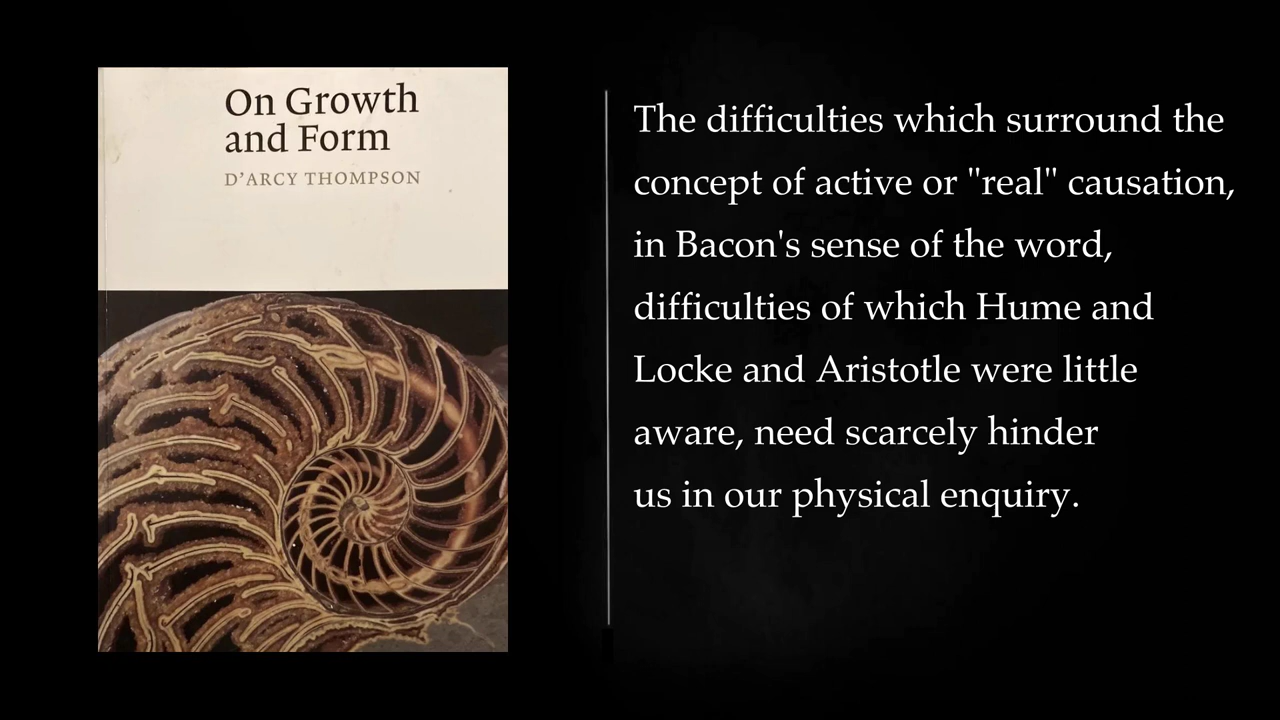 On Growth
and Form
D'ARCY THOMPSON
The difficulties which surround the
concept of active or "real" causation,
in Bacon's sense of the word,
difficulties of which Hume and
Locke and Aristotle were little
aware, need scarcely hinder
us in our physical enquiry.